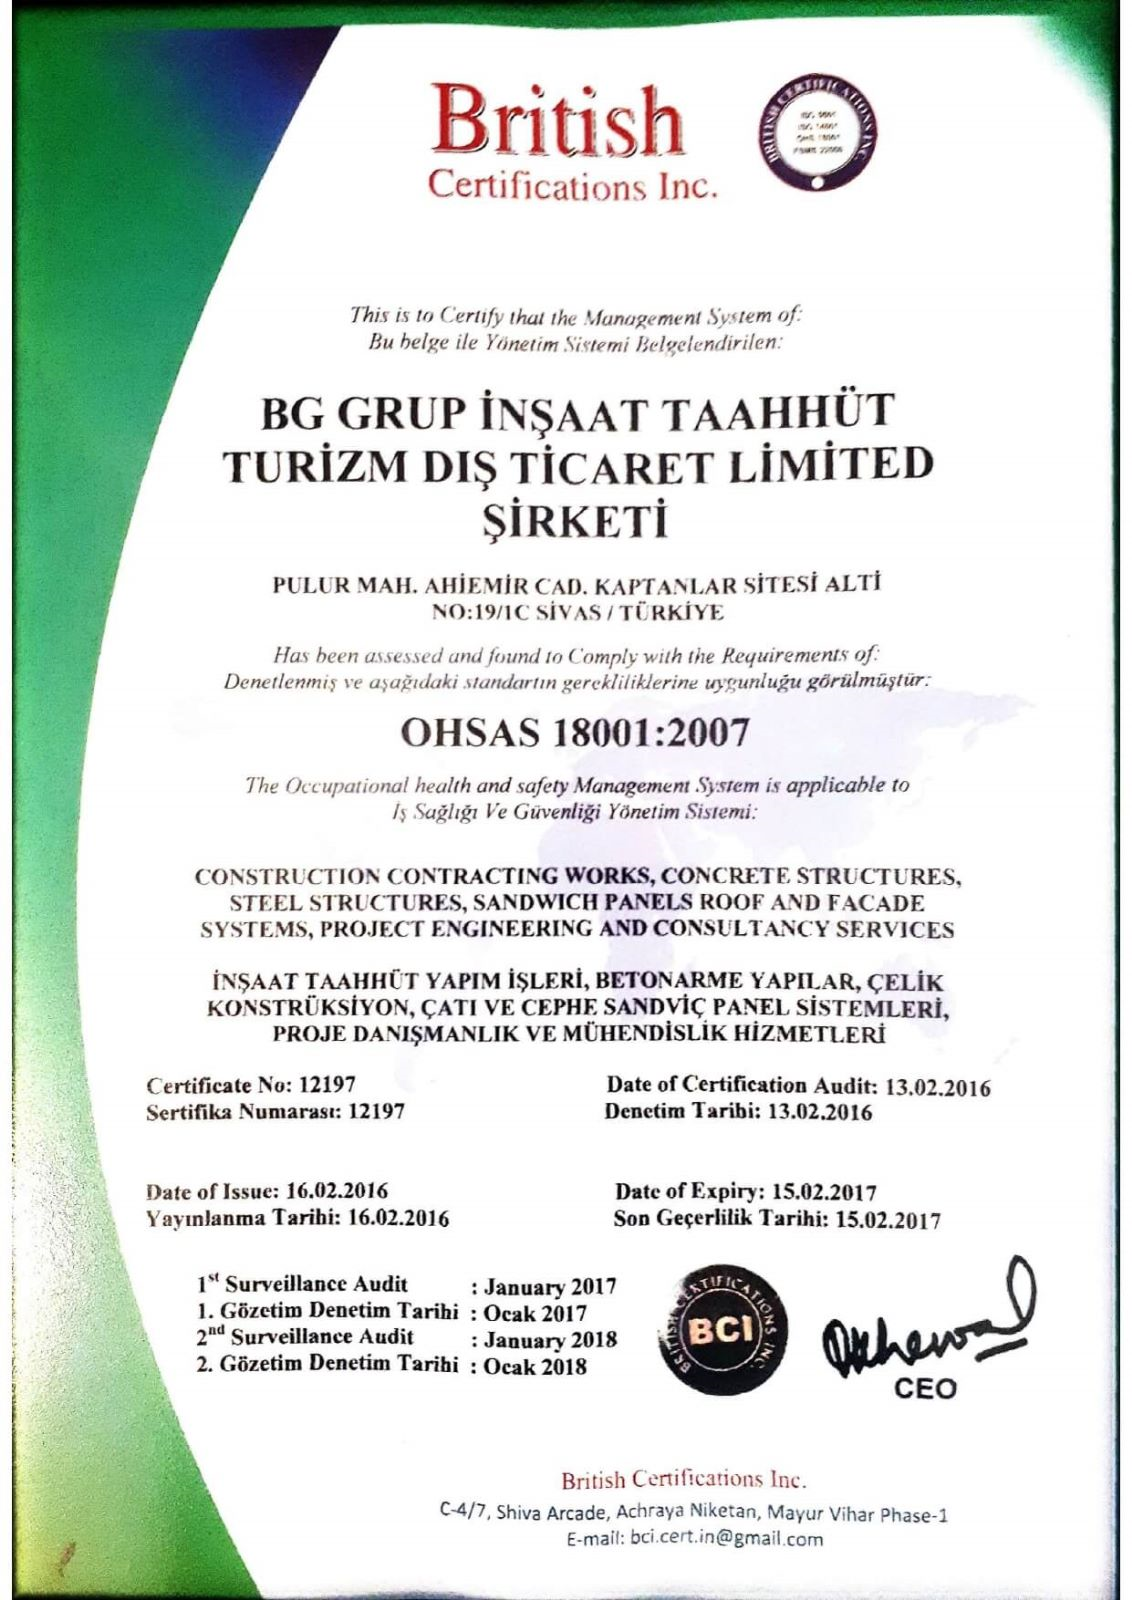 British
Certifications Inc.
BRITISH CERTIFICATIONS INC.
ISO 9001
ISO 14001
This is to Certify that the Management System of:
Bu belge ile Yönetim Sistemi Belgelendirilen:
BG GRUP İNŞAAT TAAHHÜT
TURİZM DIŞ TİCARET LİMİTED
ŞİRKETİ
PULUR MAH. AHİEMİR CAD. KAPTANLAR SİTESİ ALTİ
NO:19/1C SİVAS / TÜRKİYE
Has been assessed and found to Comply with the Requirements of:
Denetlenmiş ve aşağıdaki standartın gerekliliklerine uygunluğu görülmüştür:
OHSAS 18001:2007
The Occupational health and safety Management System is applicable to
İş Sağlığı Ve Güvenliği Yönetim Sistemi:
CONSTRUCTION CONTRACTING WORKS, CONCRETE STRUCTURES,
STEEL STRUCTURES, SANDWICH PANELS ROOF AND FACADE
SYSTEMS, PROJECT ENGINEERING AND CONSULTANCY SERVICES
İNŞAAT TAAHHÜT YAPIM İŞLERİ, BETONARME YAPILAR, ÇELİK
KONSTRÜKSİYON, ÇATI VE CEPHE SANDVİÇ PANEL SİSTEMLERİ,
PROJE DANIŞMANLIK VE MÜHENDİSLİK HİZMETLERİ
Certificate No: 12197
Sertifika Numarası: 12197
Date of Certification Audit: 13.02.2016
Denetim Tarihi: 13.02.2016
Date of Issue: 16.02.2016
Yayınlanma Tarihi: 16.02.2016
Date of Expiry: 15.02.2017
Son Geçerlilik Tarihi: 15.02.2017
1st Surveillance Audit : January 2017
1. Gözetim Denetim Tarihi : Ocak 2017
2nd Surveillance Audit : January 2018
2. Gözetim Denetim Tarihi : Ocak 2018
BRITISH CERTIFICATIONS INC.
BCI
CEO
British Certifications Inc.
C-4/7, Shiva Arcade, Achraya Niketan, Mayur Vihar Phase-1
E-mail: bci.cert.in@gmail.com